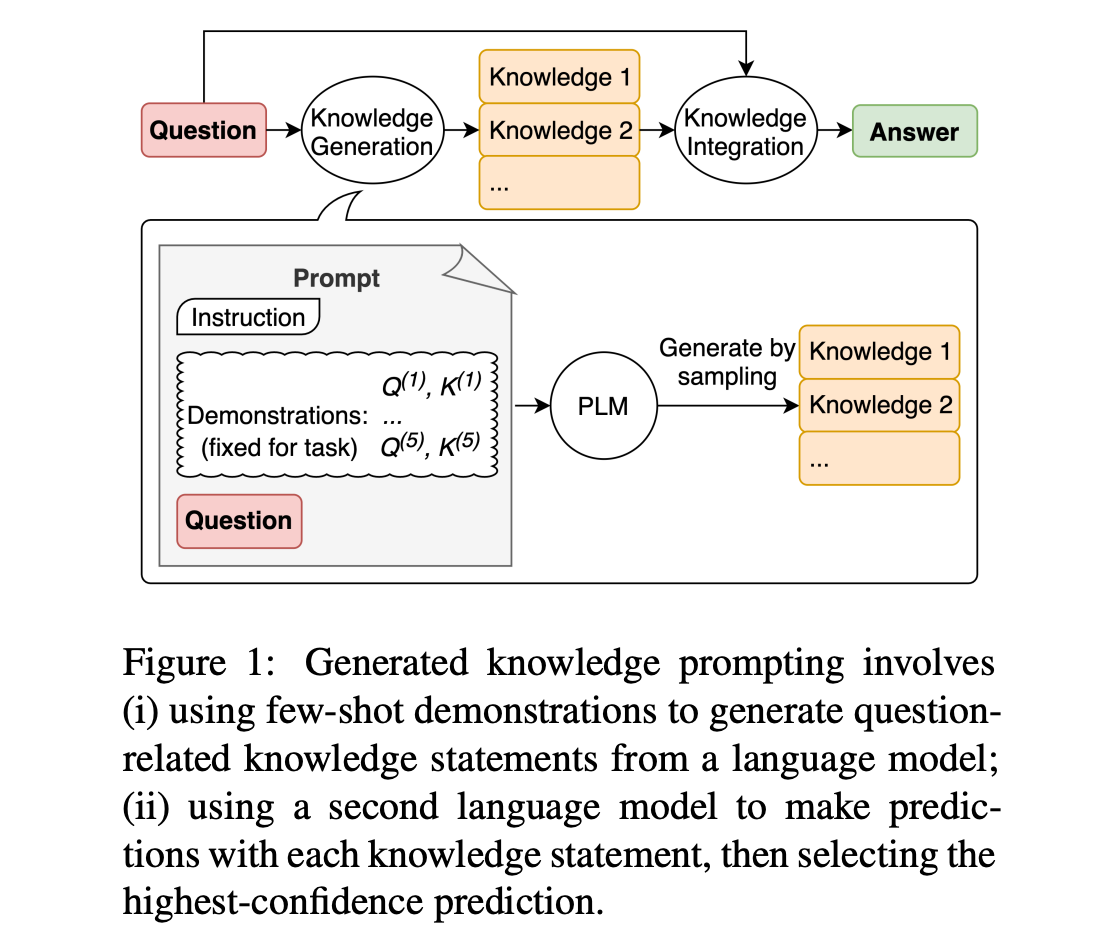 Question
Knowledge
Generation
Knowledge 1
Knowledge 2
...
Knowledge
Integration
Answer
Prompt
Instruction
Demonstrations:
(fixed for task)
Q(1), K(1)
...
Q(5), K(5)
Question
PLM
Generate by
sampling
Knowledge 1
Knowledge 2
...
Figure 1: Generated knowledge prompting involves
(i) using few-shot demonstrations to generate question-
related knowledge statements from a language model;
(ii) using a second language model to make predic-
tions with each knowledge statement, then selecting the
highest-confidence prediction.